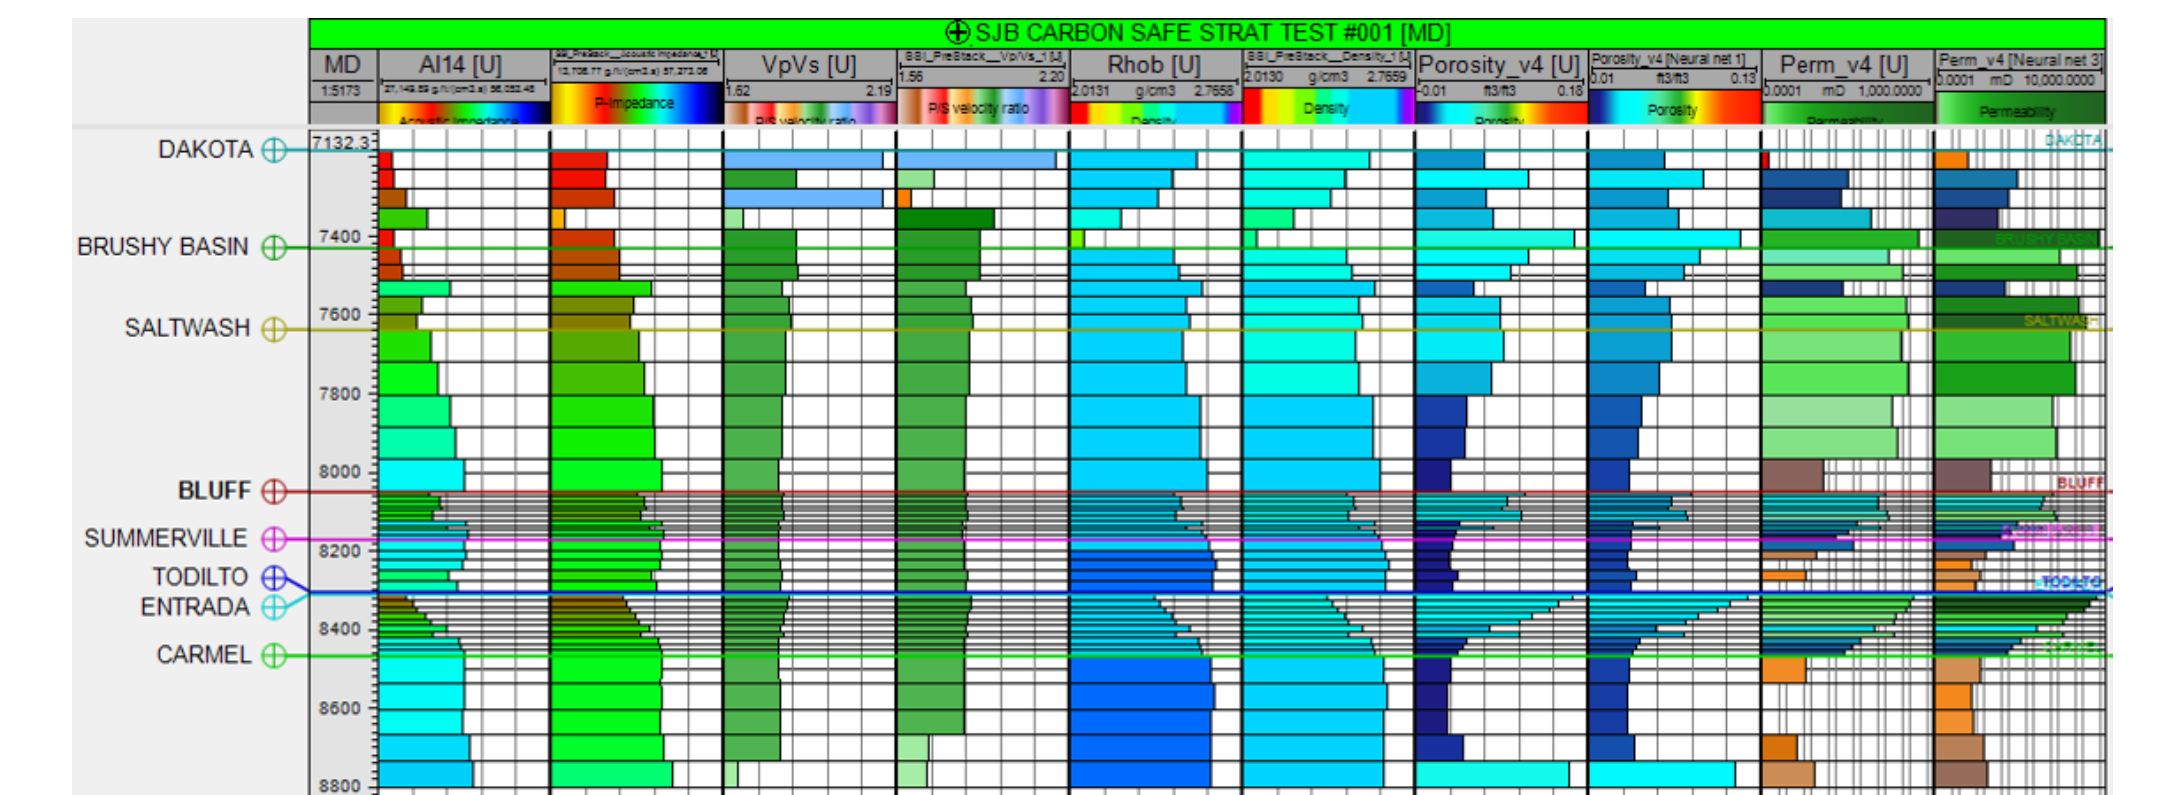 SJB CARBON SAFE STRAT TEST #001 [MD]
MD
1:5173
AI14 [U]
Acoustic Impedance
P-Impedance
VpVs [U]
1.62 2.19
P/S velocity ratio
SSI_PreStack__Vp/Vs_1 [U]
1.56 2.20
P/S velocity ratio
Rhob [U]
2.0131 g/cm3 2.7658
Density
SSI_PreStack__Density_1 [U]
2.0130 g/cm3 2.7659
Density
Porosity_v4 [U]
-0.01 ft3/ft3 0.18
Porosity
Porosity_v4 [Neural net 1]
0.01 ft3/ft3 0.13
Porosity
Perm_v4 [U]
0.0001 mD 1,000.0000
Permeability
Perm_v4 [Neural net 3]
0.0001 mD 10,000.0000
Permeability
7132.3
DAKOTA
DAKOTA
7400
BRUSHY BASIN
BRUSHY BASIN
7600
SALTWASH
SALTWASH
7800
8000
BLUFF
BLUFF
SUMMERVILLE
8200
TODILTO
TODILTO
ENTRADA
8400
CARMEL
CARMEL
8600
8800